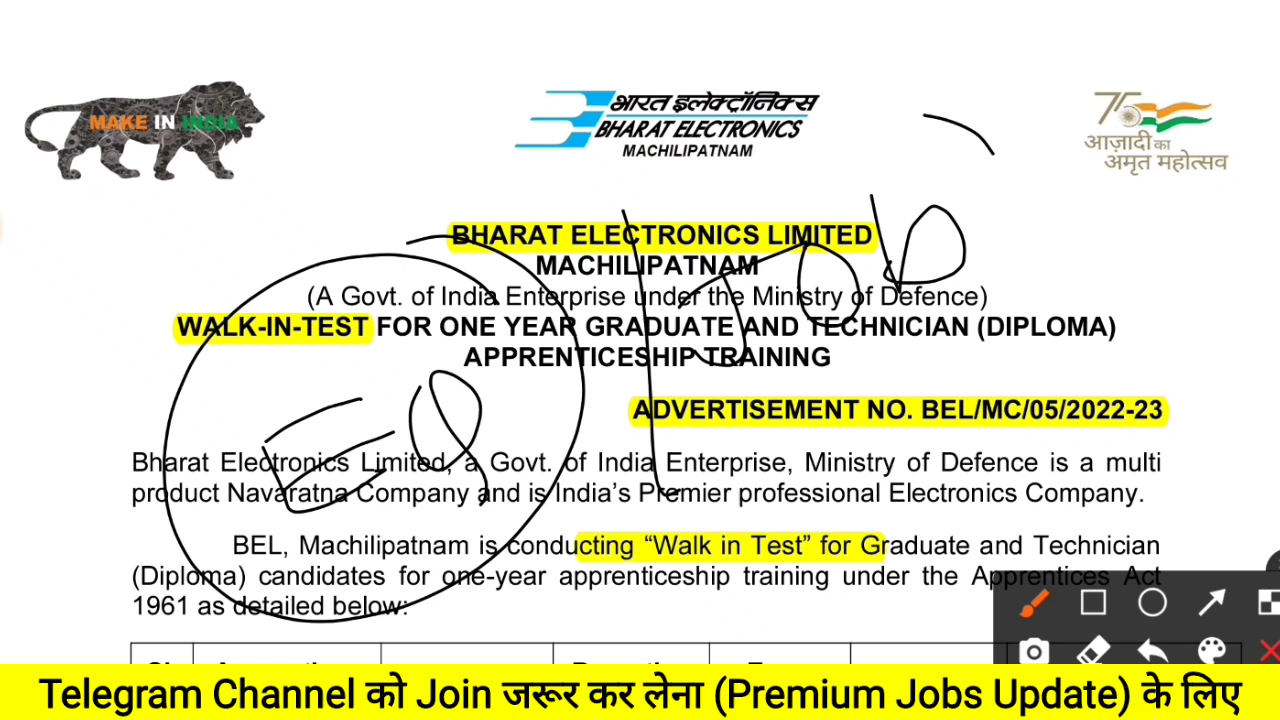 MAKE IN INDIA
भारत इलेक्ट्रॉनिक्स
BHARAT ELECTRONICS
MACHILIPATNAM
75
आज़ादी का
अमृत महोत्सव
BHARAT ELECTRONICS LIMITED
MACHILIPATNAM
(A Govt. of India Enterprise under the Ministry of Defence)
WALK-IN-TEST FOR ONE YEAR GRADUATE AND TECHNICIAN (DIPLOMA)
APPRENTICESHIP TRAINING
ADVERTISEMENT NO. BEL/MC/05/2022-23
Bharat Electronics Limited, a Govt. of India Enterprise, Ministry of Defence is a multi
product Navaratna Company and is India's Premier professional Electronics Company.
BEL, Machilipatnam is conducting “Walk in Test” for Graduate and Technician
(Diploma) candidates for one-year apprenticeship training under the Apprentices Act
1961 as detailed below:
Telegram Channel को Join जरूर कर लेना (Premium Jobs Update) के लिए